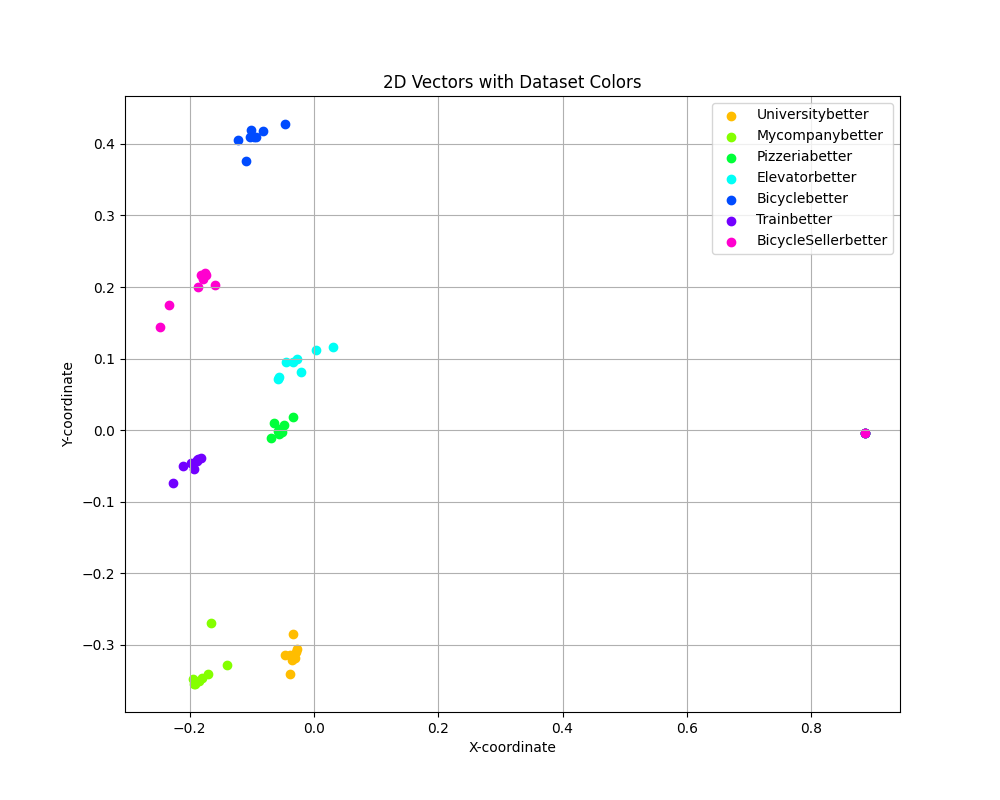 2D Vectors with Dataset Colors
Universitybetter
Mycompanybetter
Pizzeriabetter
Elevatorbetter
Bicyclebetter
Trainbetter
BicycleSellerbetter
0.4
0.3
0.2
0.1
0.0
−0.1
−0.2
−0.3
Y-coordinate
−0.2
0.0
0.2
0.4
0.6
0.8
X-coordinate